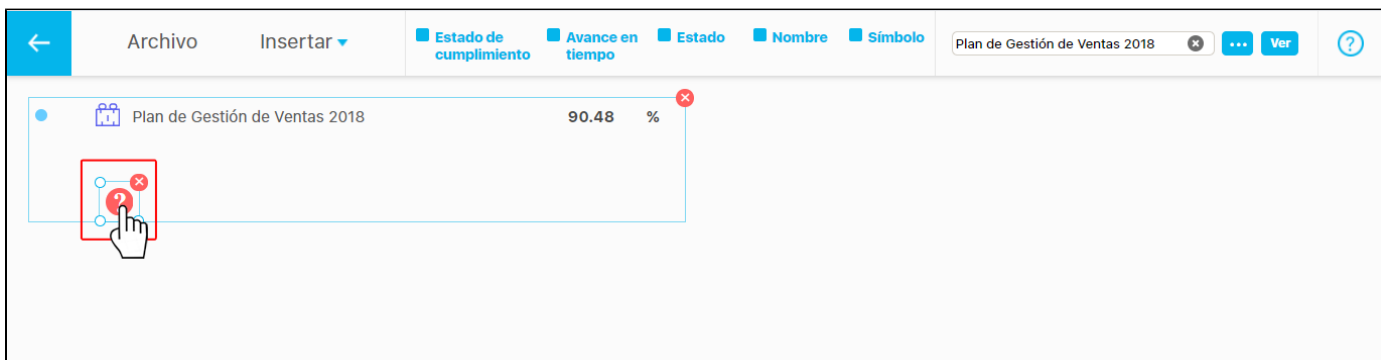 Archivo
Insertar
Estado de
cumplimiento
Avance en
tiempo
Estado
Nombre
Símbolo
Plan de Gestión de Ventas 2018
...
Ver
?
Plan de Gestión de Ventas 2018 90.48 %
?